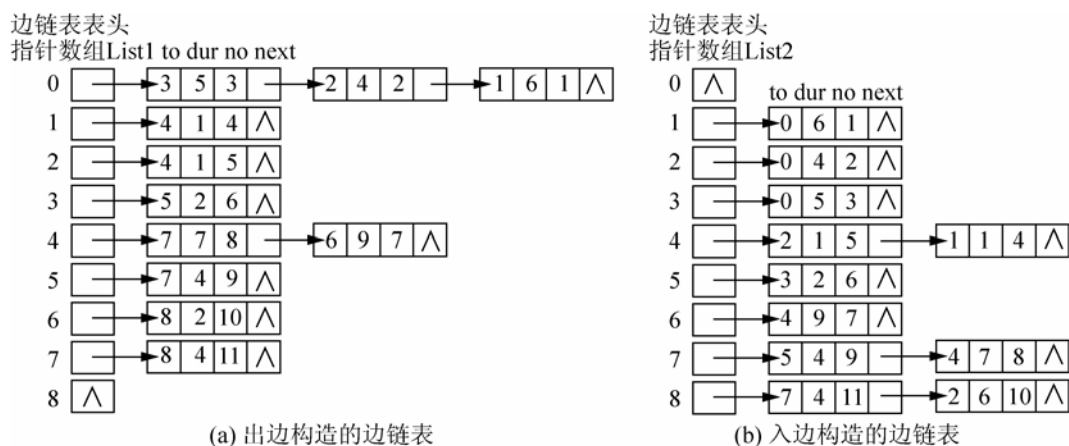 边链表表头
指针数组List1 to dur no next
0 3 5 3 2 4 2 1 6 1 ∧
1 4 1 4 ∧
2 4 1 5 ∧
3 5 2 6 ∧
4 7 7 8 6 9 7 ∧
5 7 4 9 ∧
6 8 2 10 ∧
7 8 4 11 ∧
8 ∧
(a) 出边构造的边链表
边链表表头
指针数组List2
0 ∧
to dur no next
1 0 6 1 ∧
2 0 4 2 ∧
3 0 5 3 ∧
4 2 1 5 1 1 4 ∧
5 3 2 6 ∧
6 4 9 7 ∧
7 5 4 9 4 7 8 ∧
8 7 4 11 2 6 10 ∧
(b) 入边构造的边链表